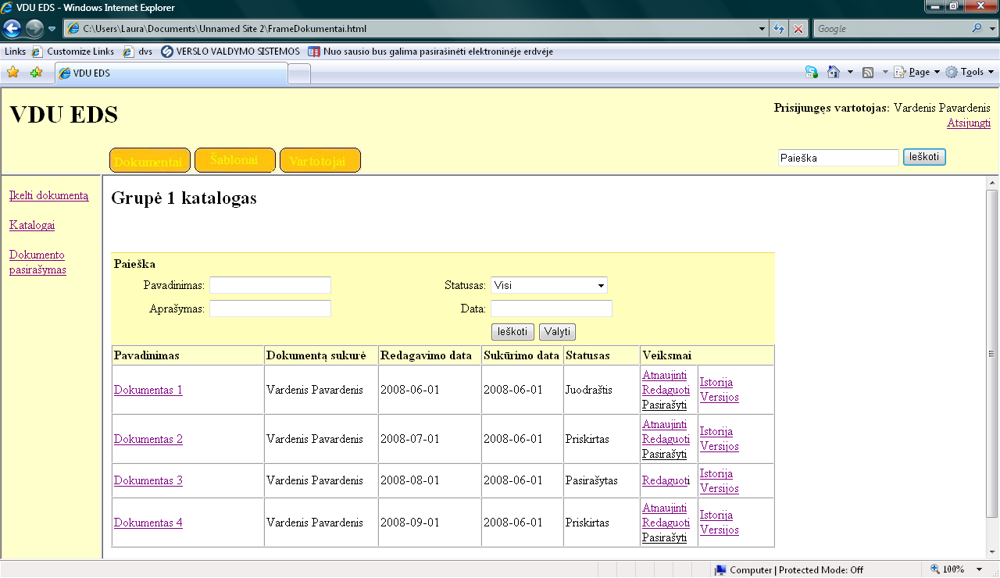 VDU EDS - Windows Internet Explorer
C:\Users\Laura\Documents\Unnamed Site 2\FrameDokumentai.html
Google
Links Customize Links dvs VERSLO VALDYMO SISTEMOS Nuo sausio bus galima pasirašinėti elektroninėje erdvėje
VDU EDS
Page Tools
VDU EDS
Prisijungęs vartotojas: Vardenis Pavardenis
Atsijungti
Dokumentai Šablonai Vartotojai
Paieška Ieškoti
Įkelti dokumentą
Katalogai
Dokumento
pasirašymas
Grupė 1 katalogas
Paieška
Pavadinimas: Statusas: Visi
Aprašymas: Data:
Ieškoti Valyti
Pavadinimas Dokumentą sukurė Redagavimo data Sukūrimo data Statusas Veiksmai
Dokumentas 1 Vardenis Pavardenis 2008-06-01 2008-06-01 Juodraštis
Atnaujinti
Redaguoti
Pasirašyti
Istorija
Versijos
Dokumentas 2 Vardenis Pavardenis 2008-07-01 2008-06-01 Priskirtas
Atnaujinti
Redaguoti
Pasirašyti
Istorija
Versijos
Dokumentas 3 Vardenis Pavardenis 2008-08-01 2008-06-01 Pasirašytas
Redaguoti
Istorija
Versijos
Dokumentas 4 Vardenis Pavardenis 2008-09-01 2008-06-01 Priskirtas
Atnaujinti
Redaguoti
Pasirašyti
Istorija
Versijos
Computer | Protected Mode: Off
100%